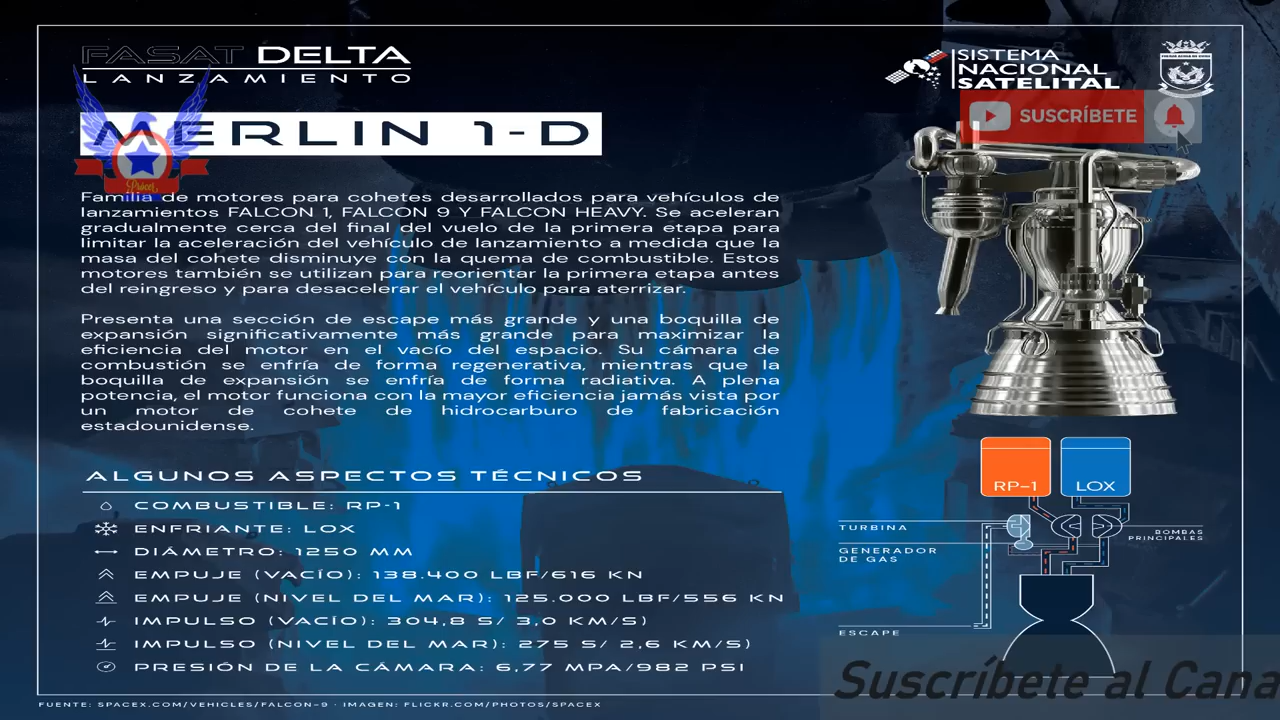 FASAT DELTA
LANZAMIENTO
SISTEMA
NACIONAL
SATELITAL
SUSCRÍBETE
MERLIN 1-D
Prócer
Familia de motores para cohetes desarrollados para vehículos de
lanzamientos FALCON 1, FALCON 9 Y FALCON HEAVY. Se aceleran
gradualmente cerca del final del vuelo de la primera etapa para
limitar la aceleración del vehículo de lanzamiento a medida que la
masa del cohete disminuye con la quema de combustible. Estos
motores también se utilizan para reorientar la primera etapa antes
del reingreso y para desacelerar el vehículo para aterrizar.
Presenta una sección de escape más grande y una boquilla de
expansión significativamente más grande para maximizar la
eficiencia del motor en el vacío del espacio. Su cámara de
combustión se enfría de forma regenerativa, mientras que la
boquilla de expansión se enfría de forma radiativa. A plena
potencia, el motor funciona con la mayor eficiencia jamás vista por
un motor de cohete de hidrocarburo de fabricación
estadounidense.
ALGUNOS ASPECTOS TÉCNICOS
COMBUSTIBLE: RP-1
ENFRIANTE: LOX
DIÁMETRO: 1250 MM
EMPUJE (VACÍO): 138.400 LBF/616 KN
EMPUJE (NIVEL DEL MAR): 125.000 LBF/556 KN
IMPULSO (VACÍO): 304,8 S/ 3,0 KM/S)
IMPULSO (NIVEL DEL MAR): 275 S/ 2,6 KM/S)
PRESIÓN DE LA CÁMARA: 6,77 MPA/982 PSI
RP-1
LOX
TURBINA
BOMBAS
PRINCIPALES
GENERADOR
DE GAS
ESCAPE
Suscríbete al Cana
FUENTE: SPACEX.COM/VEHICLES/FALCON-9 · IMAGEN: FLICKR.COM/PHOTOS/SPACEX